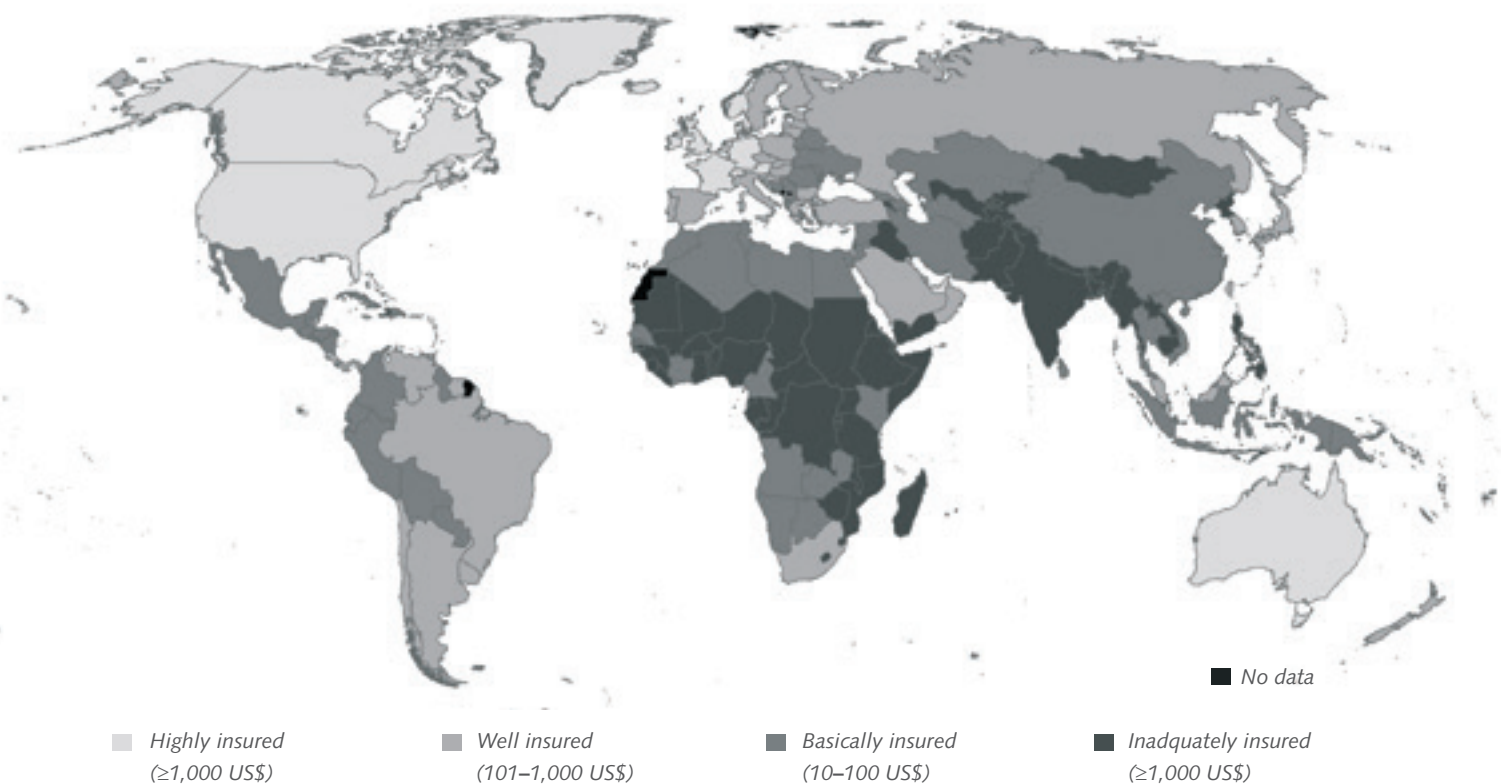 No data
Highly insured
(≥1,000 US$)
Well insured
(101–1,000 US$)
Basically insured
(10–100 US$)
Inadquately insured
(≥1,000 US$)